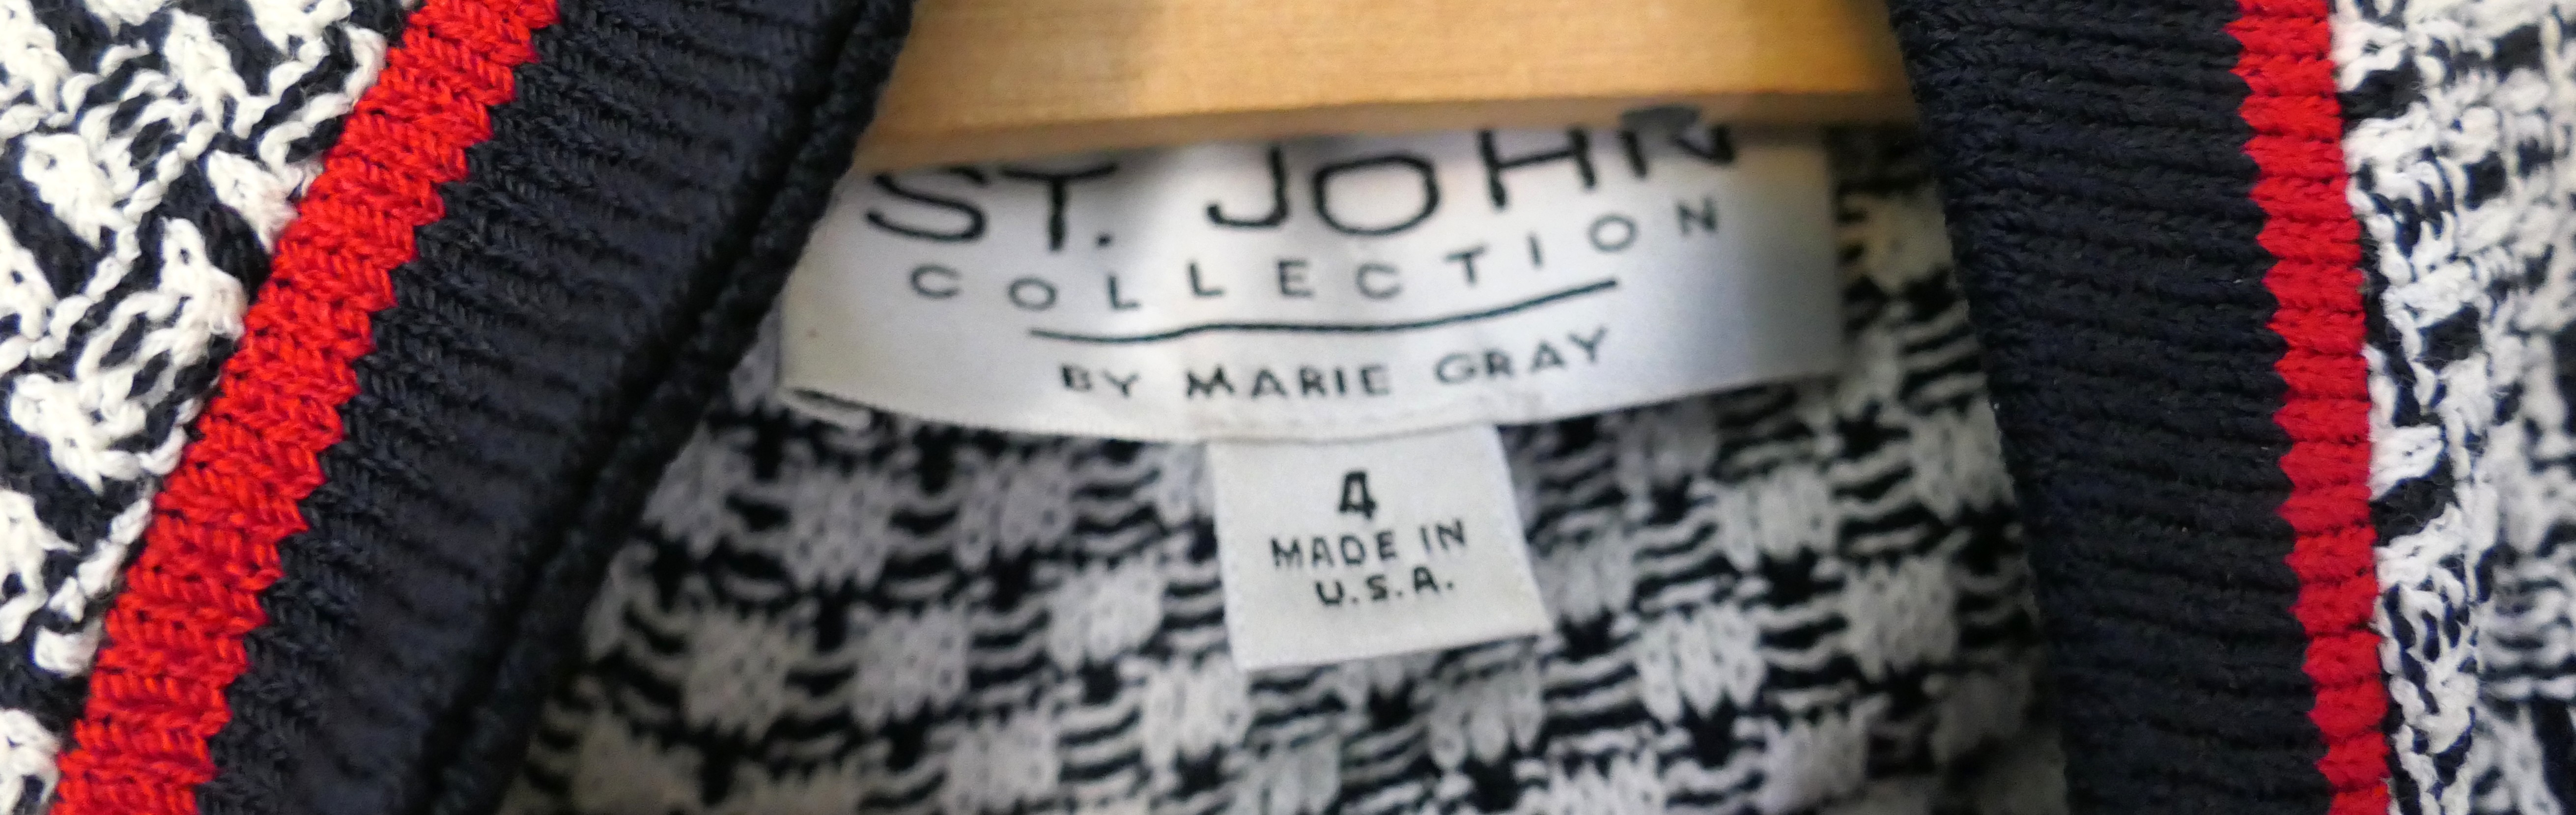 ST. JOHN
COLLECTION
BY MARIE GRAY
4
MADE IN
U.S.A.